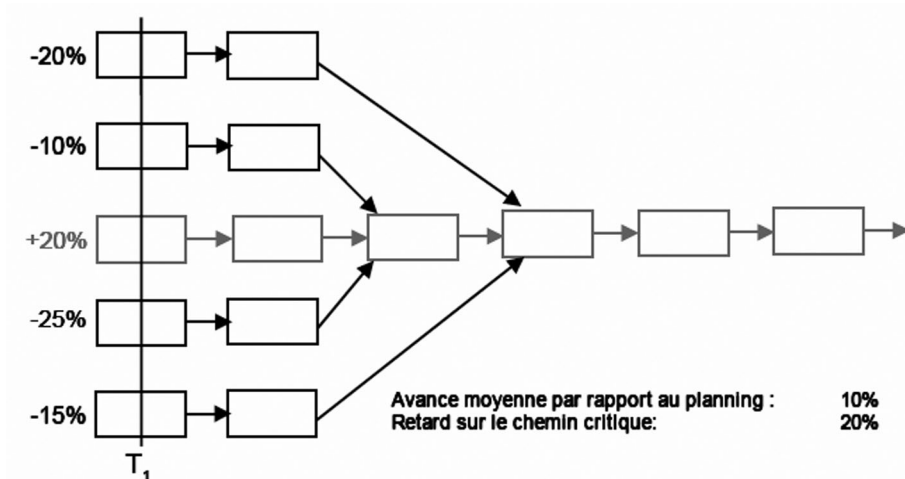 -20%
-10%
+20%
-25%
-15%
Avance moyenne par rapport au planning : 10%
Retard sur le chemin critique: 20%
T1